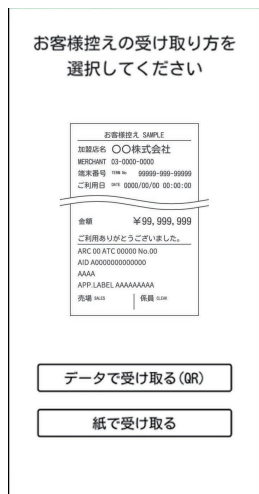 お客様控えの受け取り方を
選択してください
お客様控え SAMPLE
加盟店名 〇〇株式会社
MERCHANT 03-0000-0000
端末番号 TERM No. 99999-999-99999
ご利用日 DATE 0000/00/00 00:00:00
金額 ￥99,999,999
ご利用ありがとうございました。
ARC 00 ATC 00000 No.00
AID A0000000000000
AAAA
APP.LABEL AAAAAAAAA
売場 SALES 係員 CLERK
データで受け取る(QR)
紙で受け取る